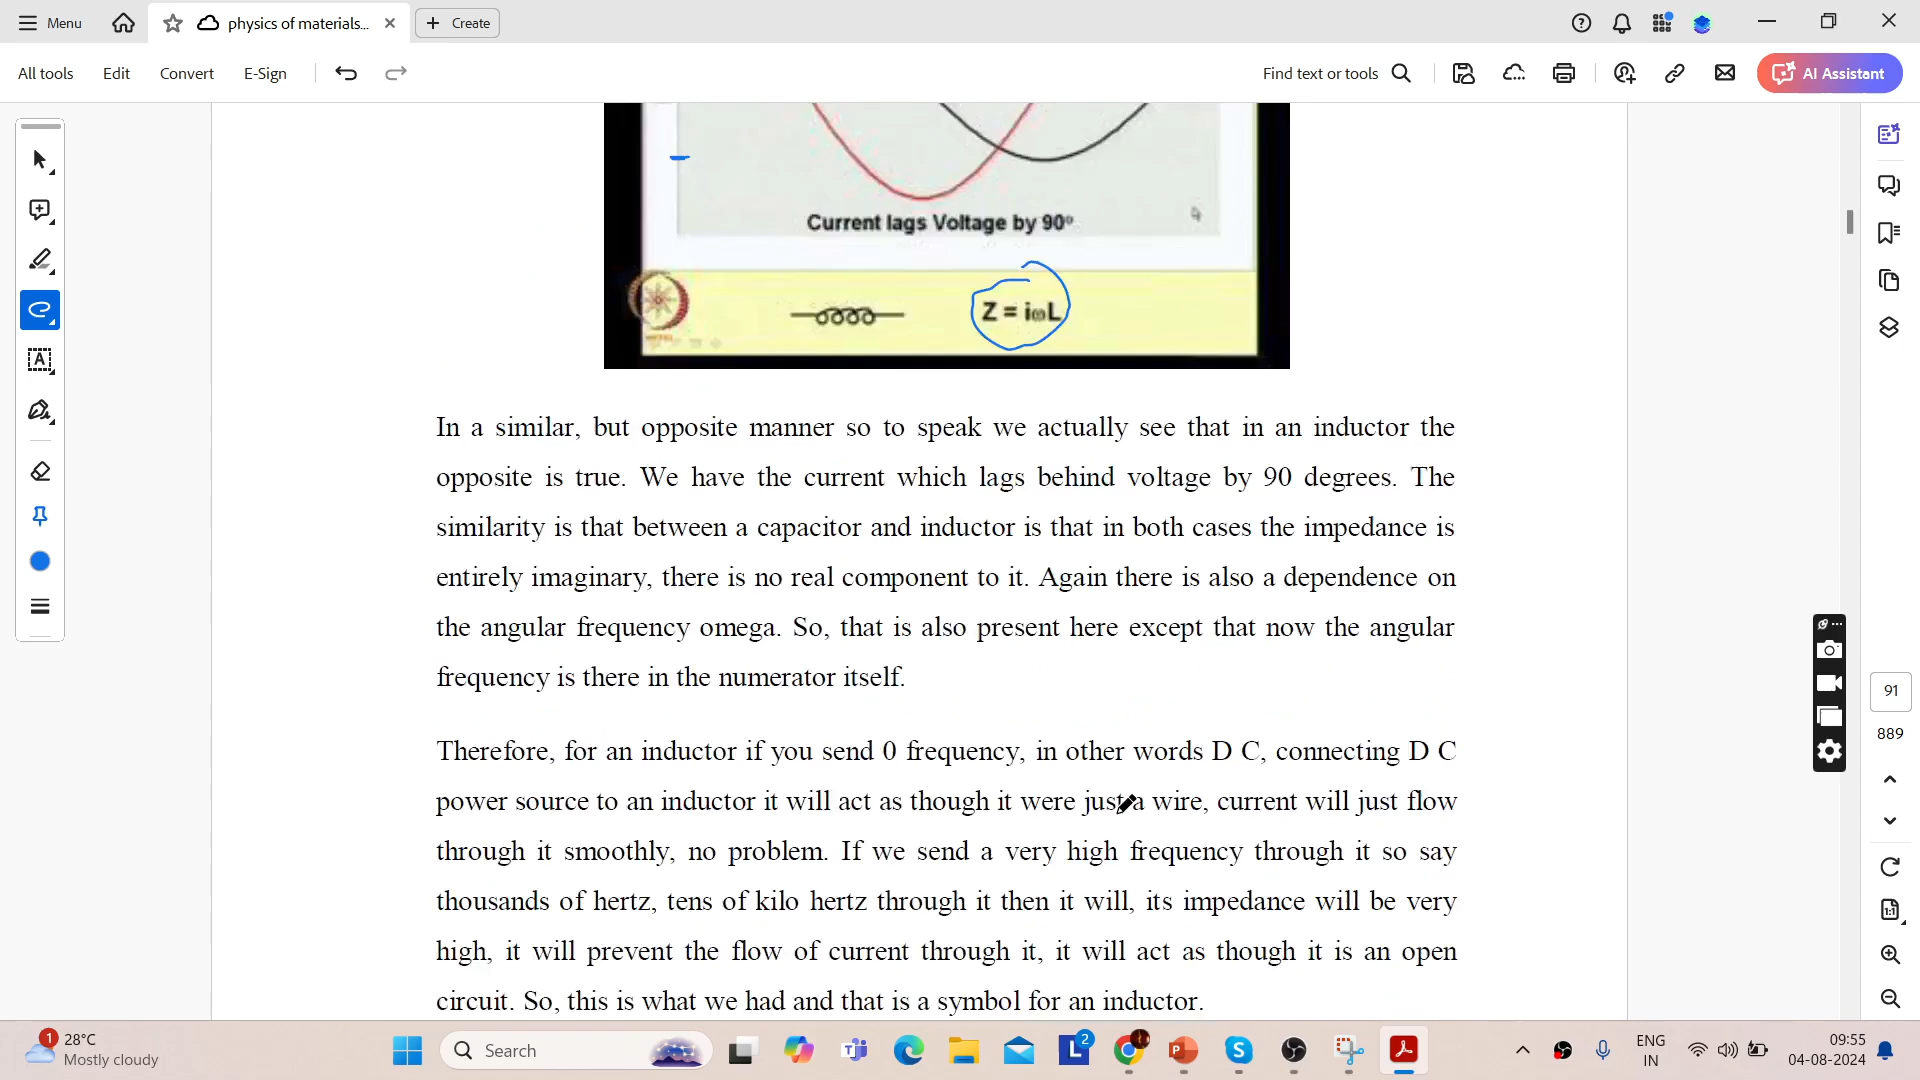 Menu
physics of materials...
Create
All tools
Edit
Convert
E-Sign
Find text or tools
AI Assistant
Current lags Voltage by 90º
Z = iωL
In a similar, but opposite manner so to speak we actually see that in an inductor the
opposite is true. We have the current which lags behind voltage by 90 degrees. The
similarity is that between a capacitor and inductor is that in both cases the impedance is
entirely imaginary, there is no real component to it. Again there is also a dependence on
the angular frequency omega. So, that is also present here except that now the angular
frequency is there in the numerator itself.
Therefore, for an inductor if you send 0 frequency, in other words D C, connecting D C
power source to an inductor it will act as though it were just a wire, current will just flow
through it smoothly, no problem. If we send a very high frequency through it so say
thousands of hertz, tens of kilo hertz through it then it will, its impedance will be very
high, it will prevent the flow of current through it, it will act as though it is an open
circuit. So, this is what we had and that is a symbol for an inductor.
91
889
1
28°C
Mostly cloudy
Search
2
ENG
IN
09:55
04-08-2024